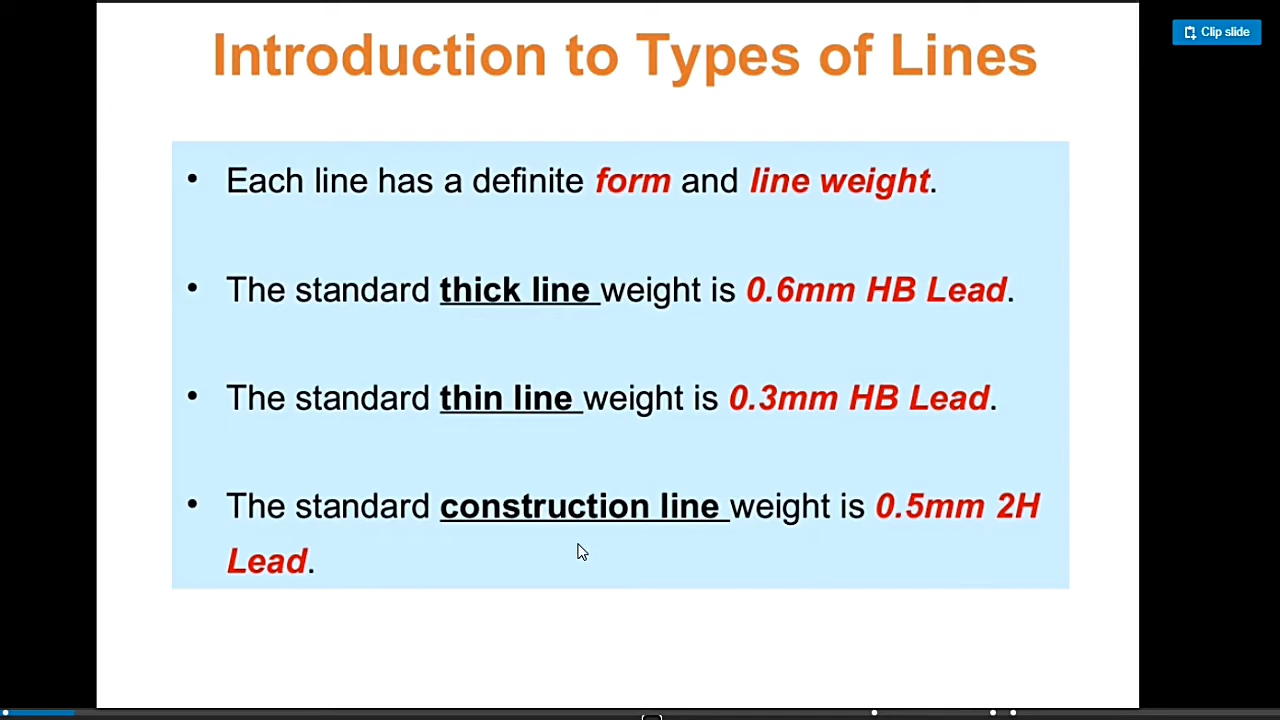 Introduction to Types of Lines
Clip slide
• Each line has a definite form and line weight.
• The standard thick line weight is 0.6mm HB Lead.
• The standard thin line weight is 0.3mm HB Lead.
• The standard construction line weight is 0.5mm 2H
Lead.